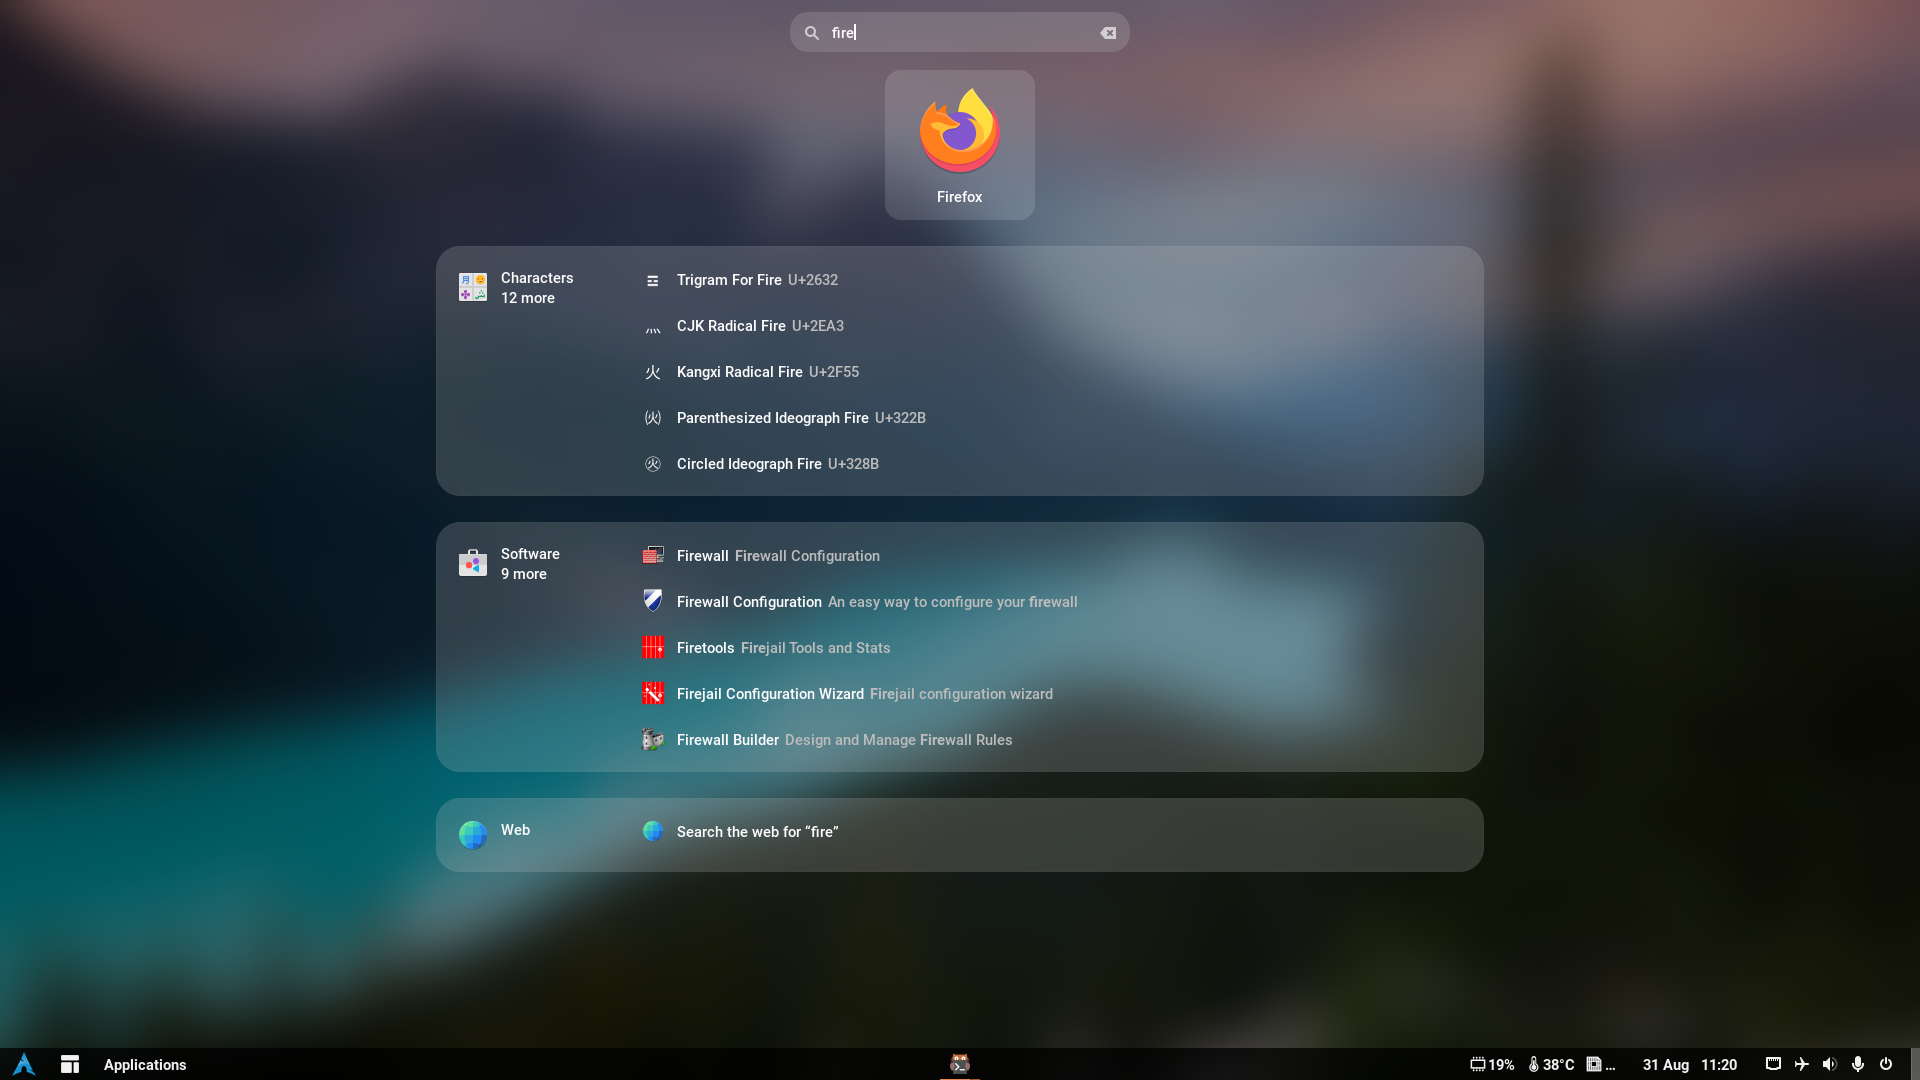 fire
Firefox
Characters
12 more
☲ Trigram For Fire U+2632
⺣ CJK Radical Fire U+2EA3
⽕ Kangxi Radical Fire U+2F55
㈫ Parenthesized Ideograph Fire U+322B
㊋ Circled Ideograph Fire U+328B
Software
9 more
Firewall Firewall Configuration
Firewall Configuration An easy way to configure your firewall
Firetools Firejail Tools and Stats
Firejail Configuration Wizard Firejail configuration wizard
Firewall Builder Design and Manage Firewall Rules
Web
Search the web for “fire”
Applications
19% 38°C ... 31 Aug 11:20